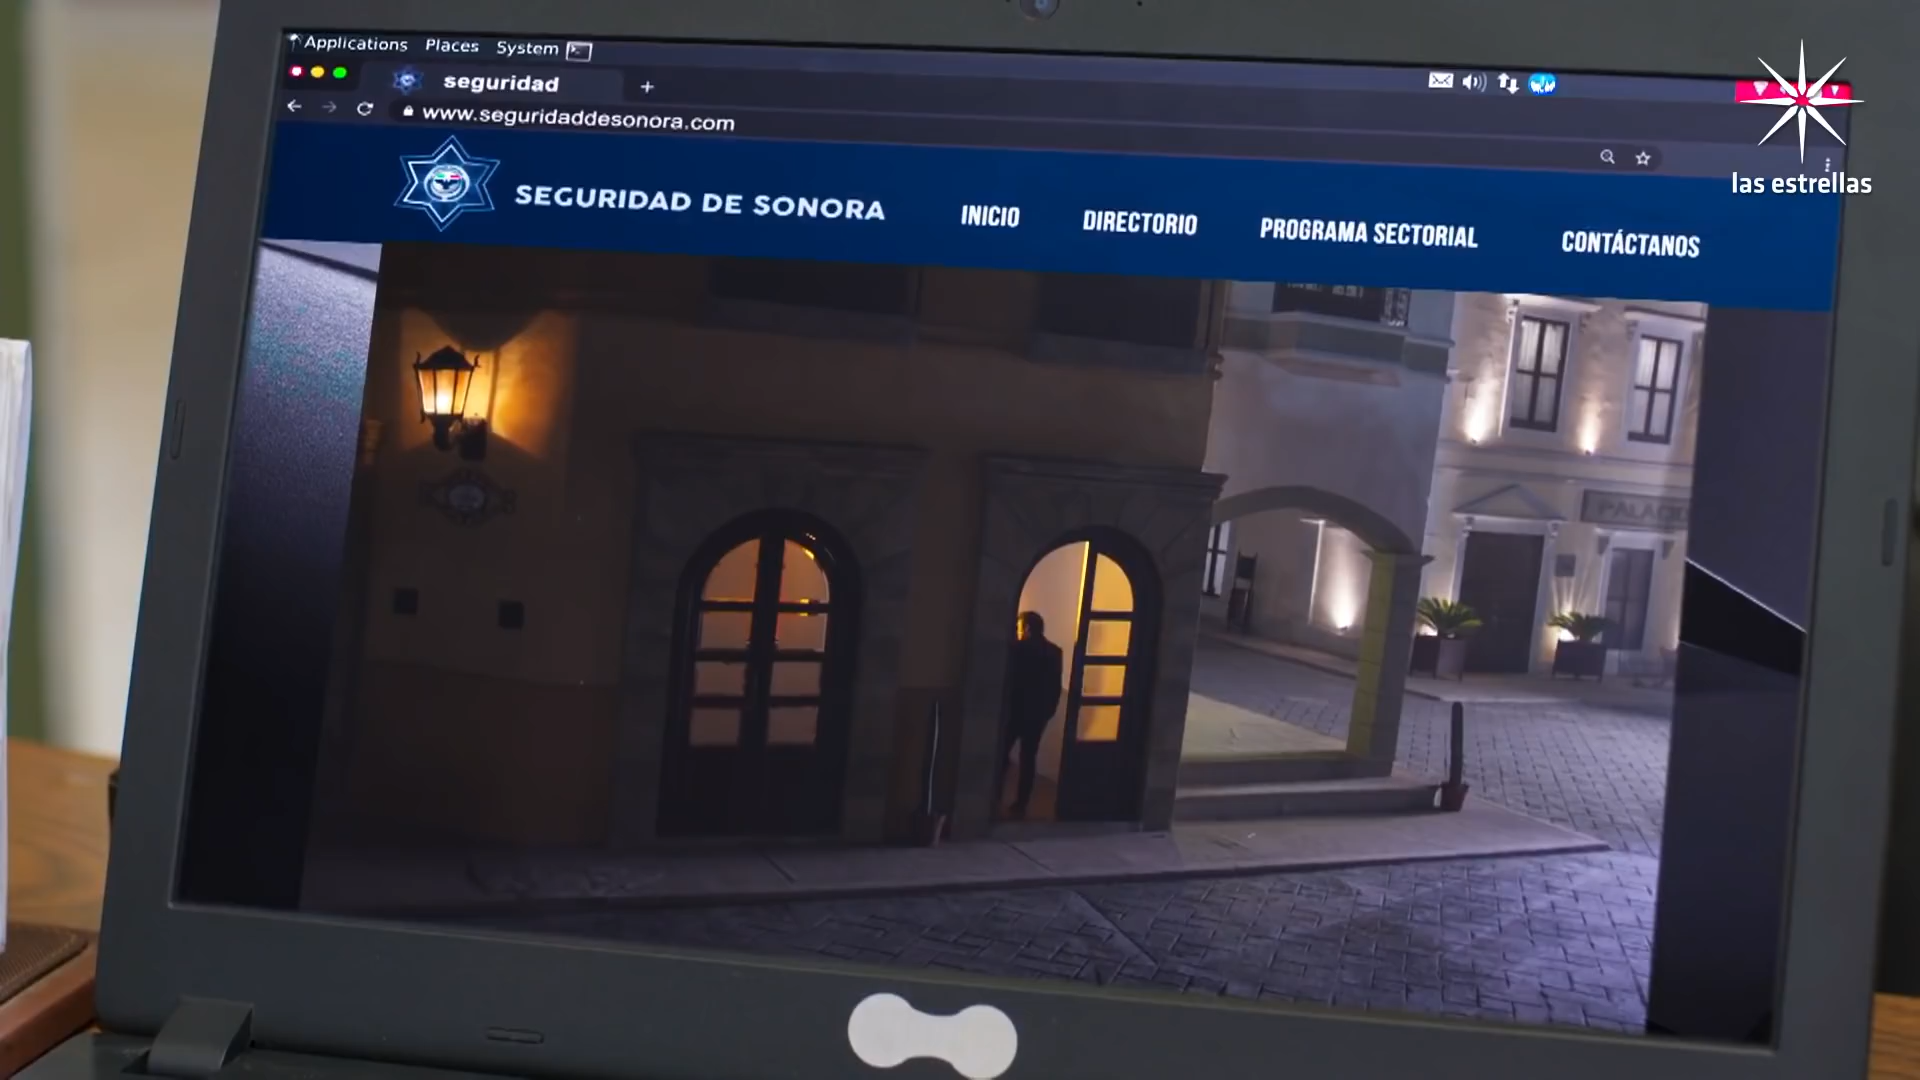 Applications Places System
seguridad
www.seguridaddesonora.com
SEGURIDAD DE SONORA
INICIO
DIRECTORIO
PROGRAMA SECTORIAL
CONTÁCTANOS
las estrellas